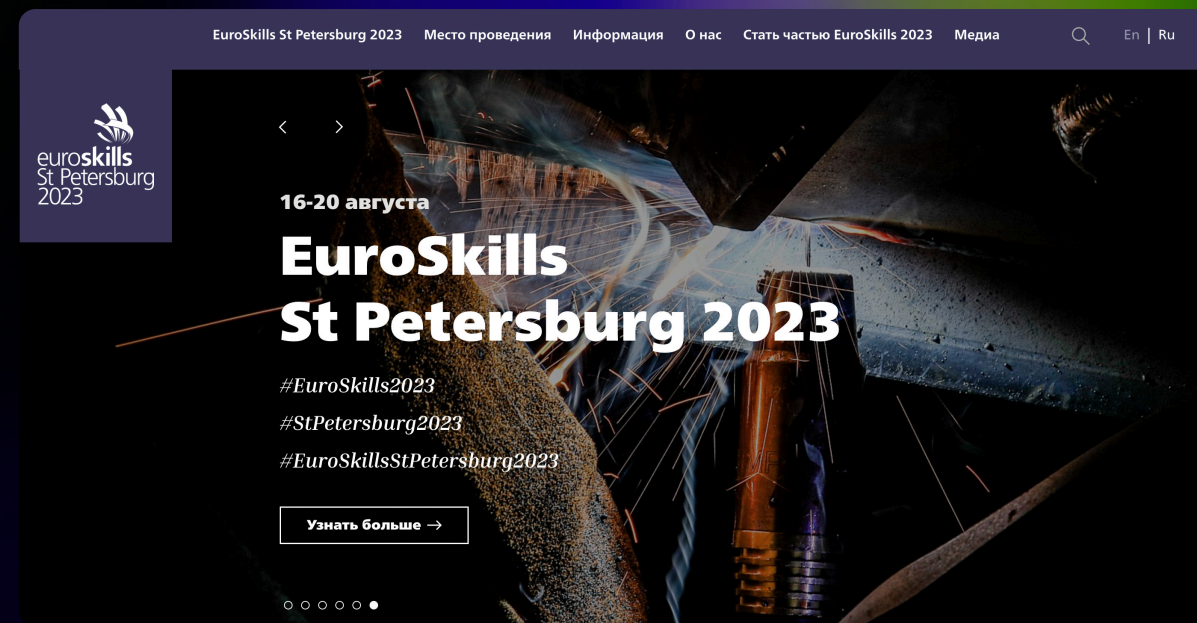 EuroSkills St Petersburg 2023 Место проведения Информация О нас Стать частью EuroSkills 2023 Медиа En | Ru
euroskills
St Petersburg
2023
16-20 августа
EuroSkills
St Petersburg 2023
#EuroSkills2023
#StPetersburg2023
#EuroSkillsStPetersburg2023
Узнать больше →